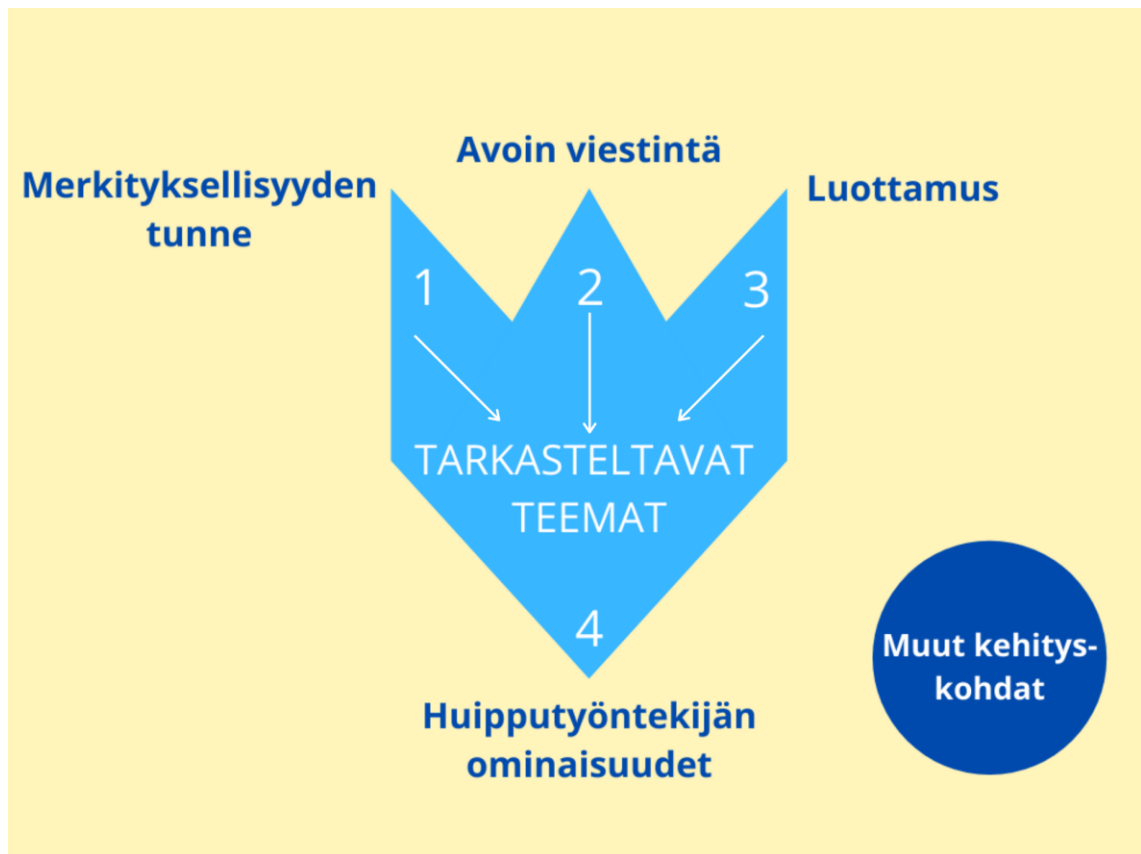 Avoin viestintä
Merkityksellisyyden
tunne
Luottamus
1
2
3
TARKASTELTAVAT
TEEMAT
4
Huipputyöntekijän
ominaisuudet
Muut kehitys-
kohdat